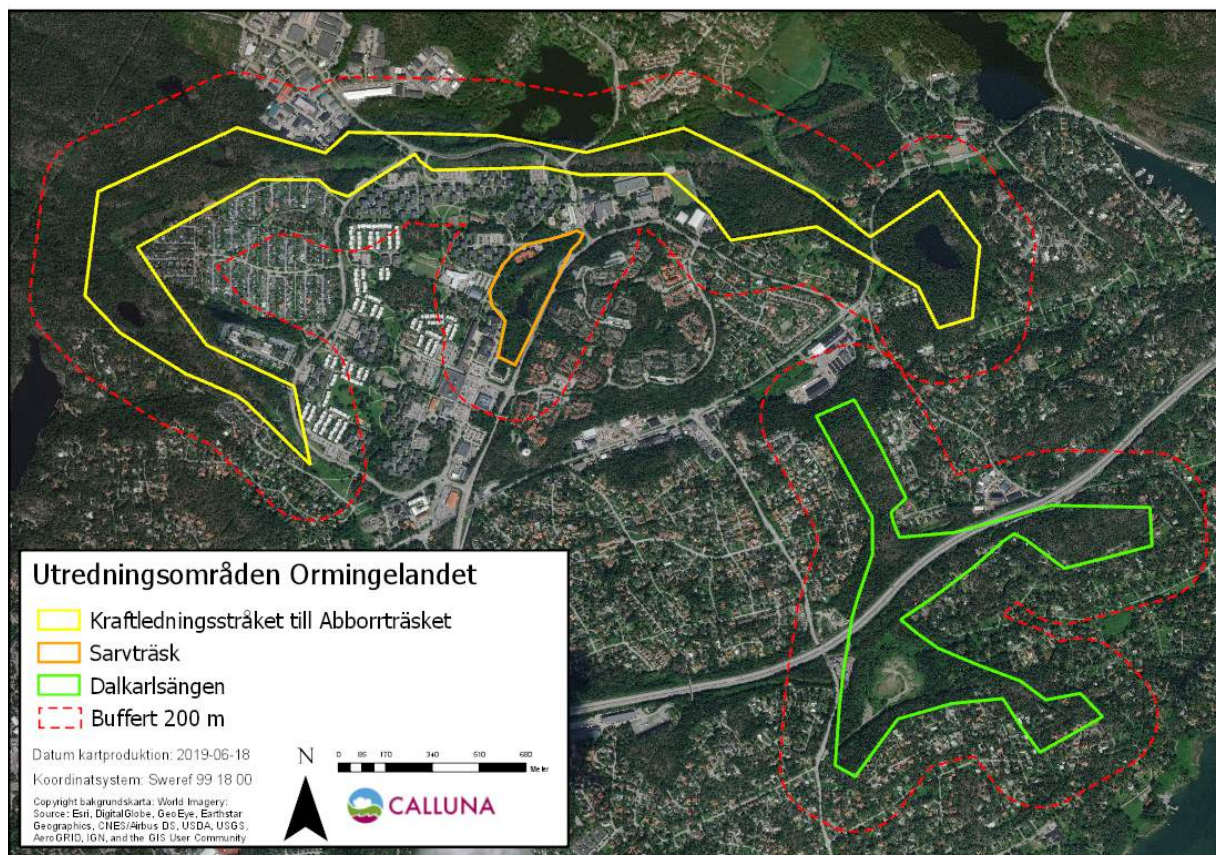 Utredningsområden Ormingelandet
Kraftledningsstråket till Abborrträsket
Sarvträsk
Dalkarlsängen
Buffert 200 m
Datum kartproduktion: 2019-06-18
Koordinatsystem: Sweref 99 18 00
Copyright bakgrundskarta: World Imagery:
Source: Esri, DigitalGlobe, GeoEye, Earthstar
Geographics, CNES/Airbus DS, USDA, USGS,
AeroGRID, IGN, and the GIS User Community
N
0 85 170 340 510 680
Meter
CALLUNA